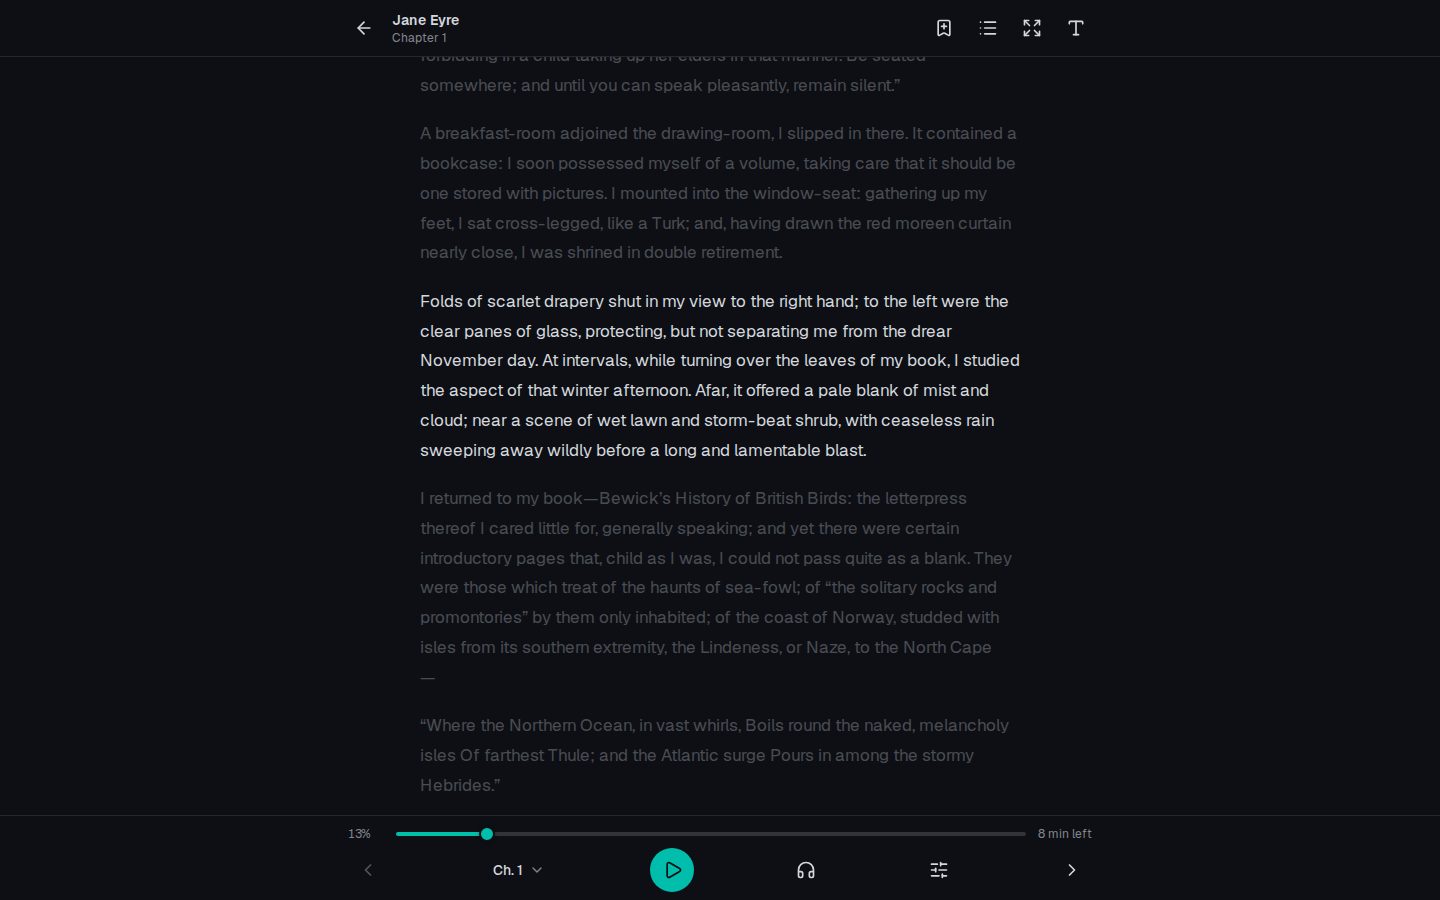 Jane Eyre
Chapter 1
forbidding in a child taking up her elders in that manner. Be seated
somewhere; and until you can speak pleasantly, remain silent.”
A breakfast-room adjoined the drawing-room, I slipped in there. It contained a
bookcase: I soon possessed myself of a volume, taking care that it should be
one stored with pictures. I mounted into the window-seat: gathering up my
feet, I sat cross-legged, like a Turk; and, having drawn the red moreen curtain
nearly close, I was shrined in double retirement.
Folds of scarlet drapery shut in my view to the right hand; to the left were the
clear panes of glass, protecting, but not separating me from the drear
November day. At intervals, while turning over the leaves of my book, I studied
the aspect of that winter afternoon. Afar, it offered a pale blank of mist and
cloud; near a scene of wet lawn and storm-beat shrub, with ceaseless rain
sweeping away wildly before a long and lamentable blast.
I returned to my book—Bewick’s History of British Birds: the letterpress
thereof I cared little for, generally speaking; and yet there were certain
introductory pages that, child as I was, I could not pass quite as a blank. They
were those which treat of the haunts of sea-fowl; of “the solitary rocks and
promontories” by them only inhabited; of the coast of Norway, studded with
isles from its southern extremity, the Lindeness, or Naze, to the North Cape
—
“Where the Northern Ocean, in vast whirls, Boils round the naked, melancholy
isles Of farthest Thule; and the Atlantic surge Pours in among the stormy
Hebrides.”
13%
8 min left
Ch. 1